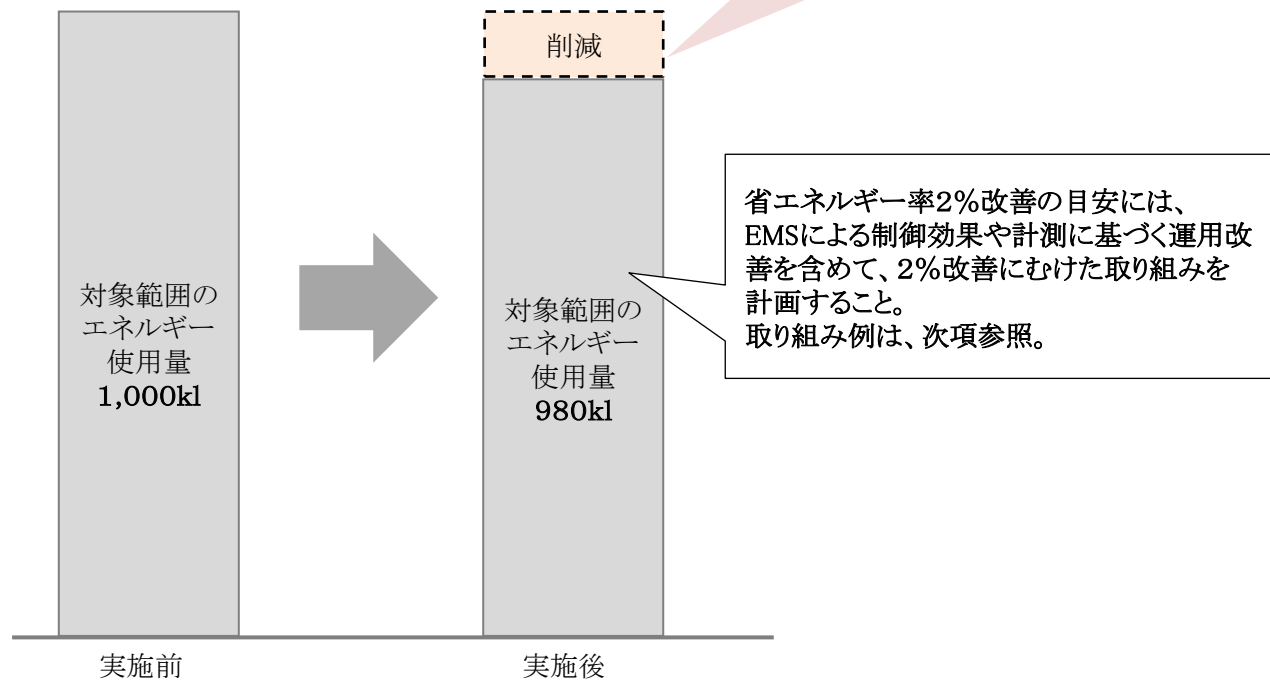 削減
対象範囲の
エネルギー
使用量
1,000kl
対象範囲の
エネルギー
使用量
980kl
省エネルギー率2%改善の目安には、
EMSによる制御効果や計測に基づく運用改
善を含めて、2%改善にむけた取り組みを
計画すること。
取り組み例は、次項参照。
実施前
実施後